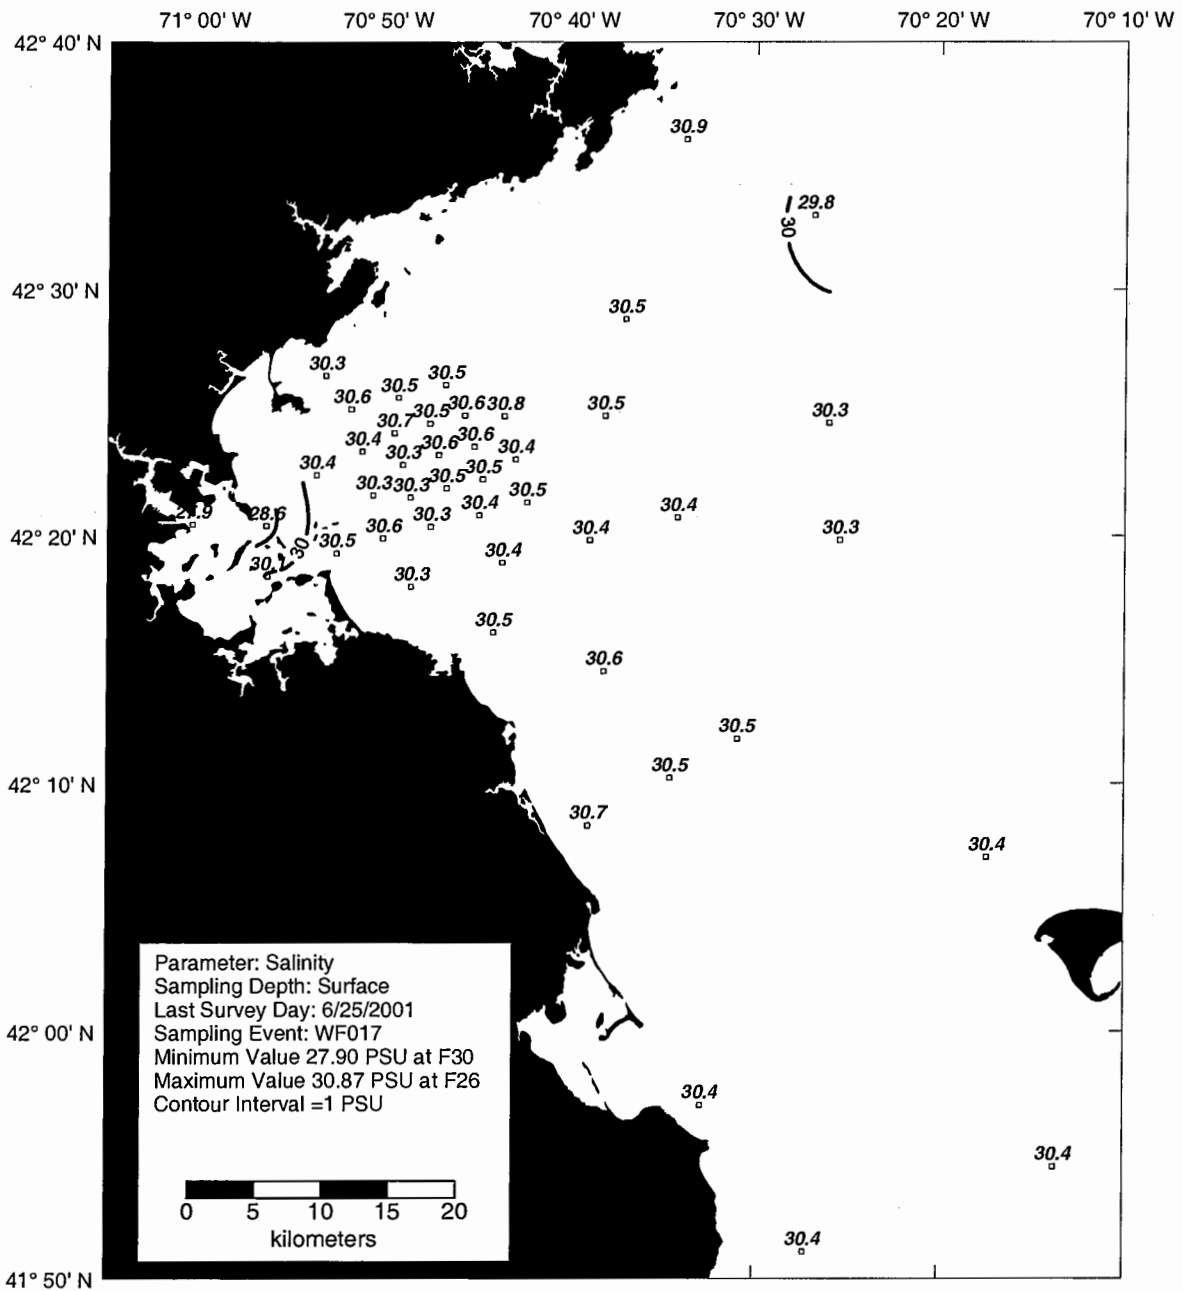 71° 00' W 70° 50' W 70° 40' W 70° 30' W 70° 20' W 70° 10' W
42° 40' N
30.9
29.8
30
42° 30' N
30.5
30.3 30.5
30.5
30.6 30.6 30.8 30.5
30.5 30.3
30.7
30.4 30.6 30.6 30.4
30.3
30.4 30.5
30.3 30.3 30.5 30.5
30.4 30.4
28.6 30.6 30.3 30.4 30.3
42° 20' N
30 30.5 30.4
30.3
30.5
30.6
30.5
30.5
42° 10' N
30.7
30.4
Parameter: Salinity
Sampling Depth: Surface
Last Survey Day: 6/25/2001
Sampling Event: WF017
42° 00' N
Minimum Value 27.90 PSU at F30
Maximum Value 30.87 PSU at F26
Contour Interval =1 PSU
30.4
30.4
0 5 10 15 20
kilometers
30.4
41° 50' N